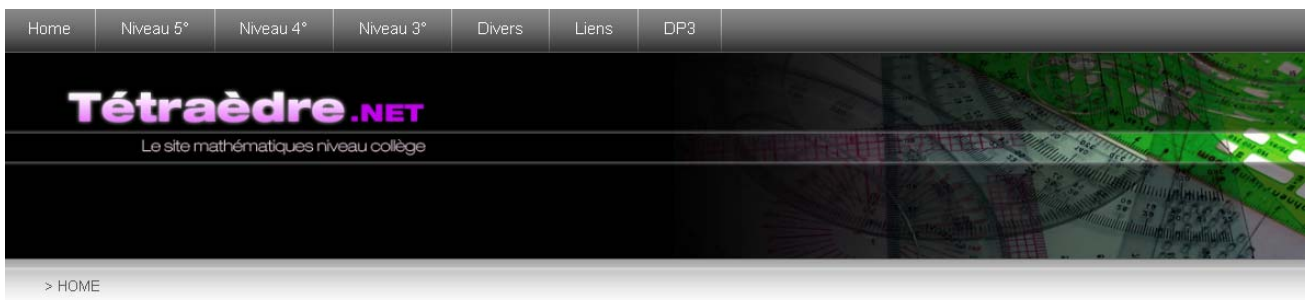 Home Niveau 5° Niveau 4° Niveau 3° Divers Liens DP3
Tétraèdre.NET
Le site mathématiques niveau collège
> HOME